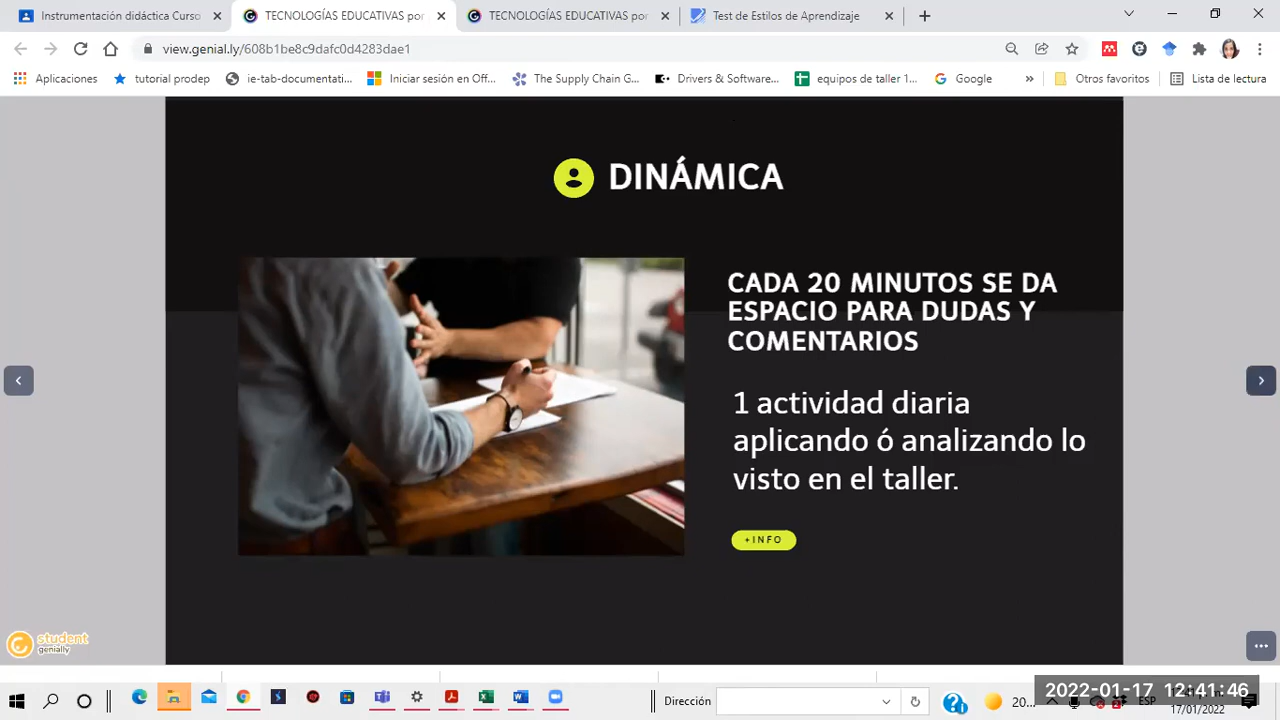 Instrumentación didáctica Curso
TECNOLOGÍAS EDUCATIVAS por
TECNOLOGÍAS EDUCATIVAS por
Test de Estilos de Aprendizaje
view.genial.ly/608b1be8c9dafc0d4283dae1
Aplicaciones
tutorial prodep
ie-tab-documentati...
Iniciar sesión en Off...
The Supply Chain G...
Drivers & Software...
equipos de taller 1...
Google
»
Otros favoritos
Lista de lectura
DINÁMICA
CADA 20 MINUTOS SE DA
ESPACIO PARA DUDAS Y
COMENTARIOS
1 actividad diaria
aplicando ó analizando lo
visto en el taller.
+INFO
student
genially
Dirección
20...
2022-01-17 12:41:46
ESP
17/01/2022